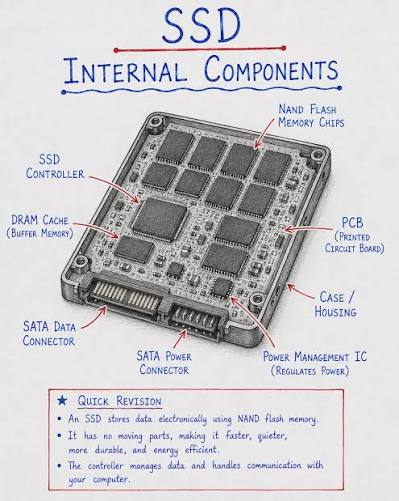 SSD
INTERNAL COMPONENTS
NAND FLASH
MEMORY CHIPS
SSD
CONTROLLER
DRAM CACHE
(BUFFER MEMORY)
PCB
(PRINTED
CIRCUIT BOARD)
CASE /
HOUSING
SATA DATA
CONNECTOR
SATA POWER
CONNECTOR
POWER MANAGEMENT IC
(REGULATES POWER)
★ QUICK REVISION
• An SSD stores data electronically using NAND flash memory.
• It has no moving parts, making it faster, quieter,
more durable, and energy efficient.
• The controller manages data and handles communication with
your computer.